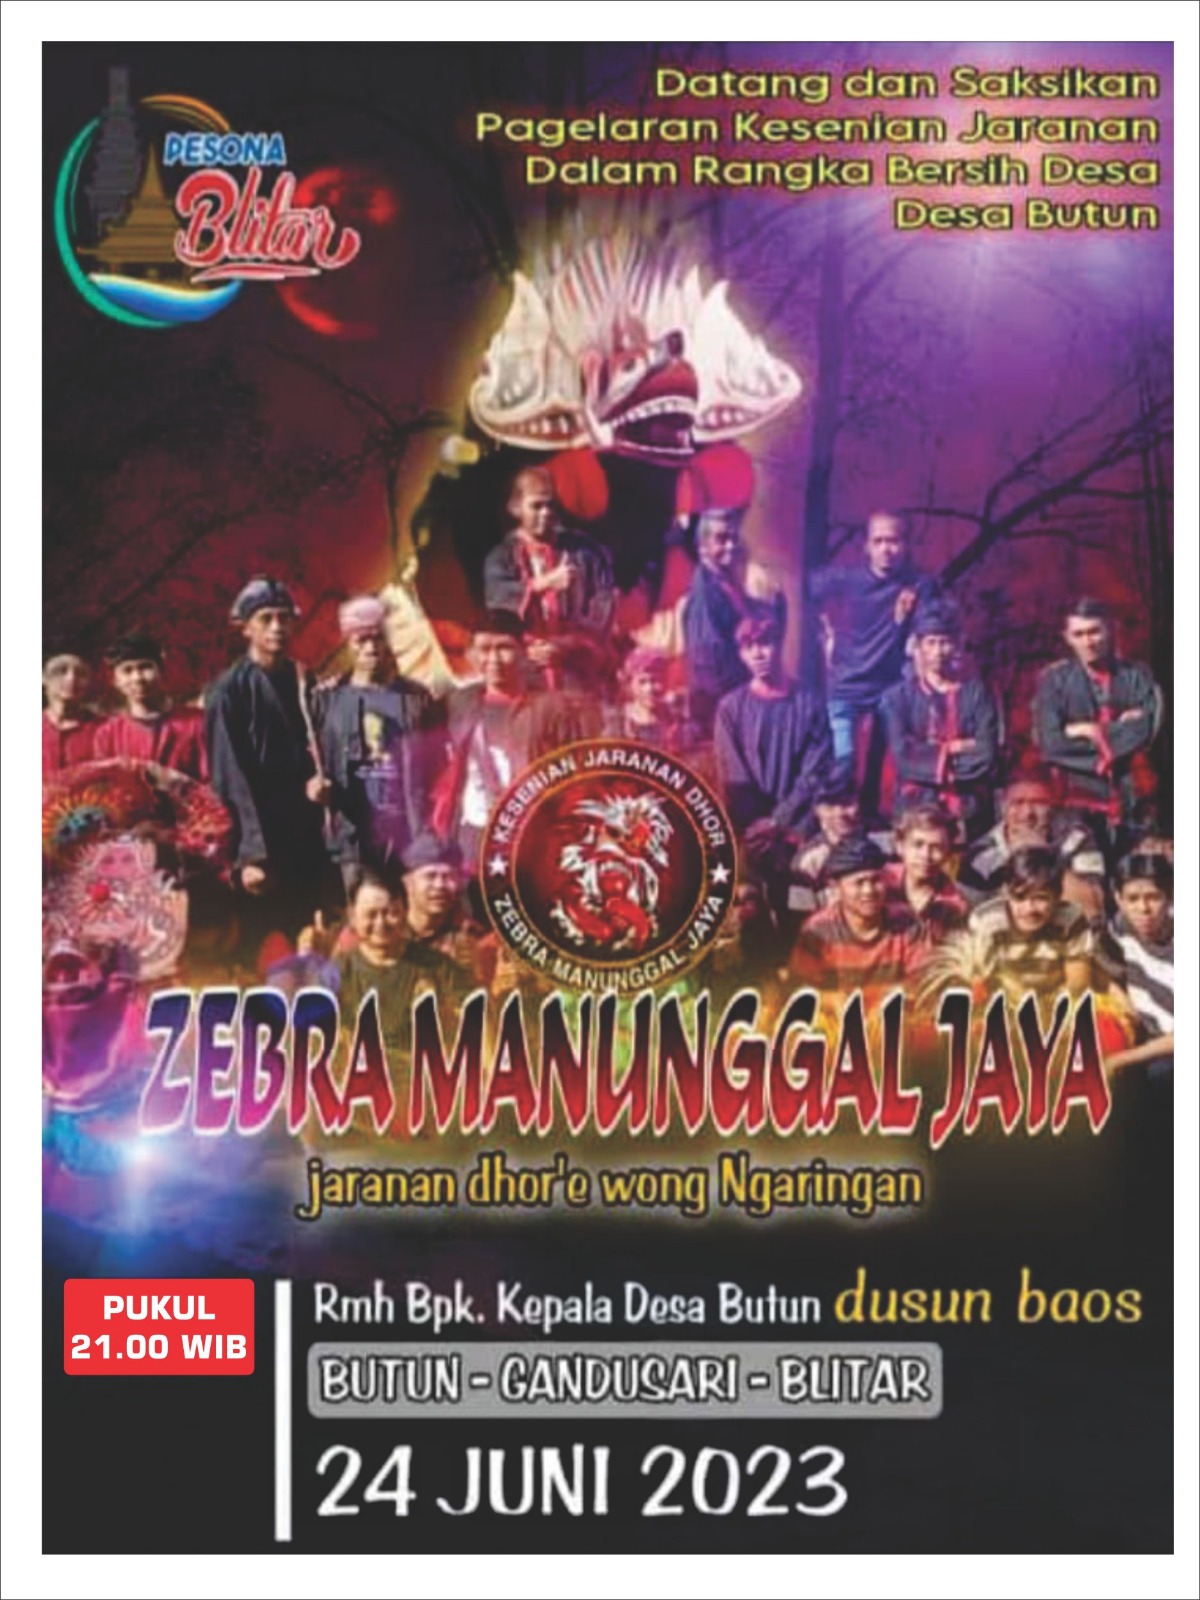 PESONA
Blitar
Datang dan Saksikan
Pagelaran Kesenian Jaranan
Dalam Rangka Bersih Desa
Desa Butun
KESENIAN JARANAN DHOR
ZEBRA MANUNGGAL JAYA
ZEBRA MANUNGGAL JAYA
jaranan dhor'e wong Ngaringan
PUKUL
21.00 WIB
Rmh Bpk. Kepala Desa Butun dusun baos
BUTUN - GANDUSARI - BLITAR
24 JUNI 2023